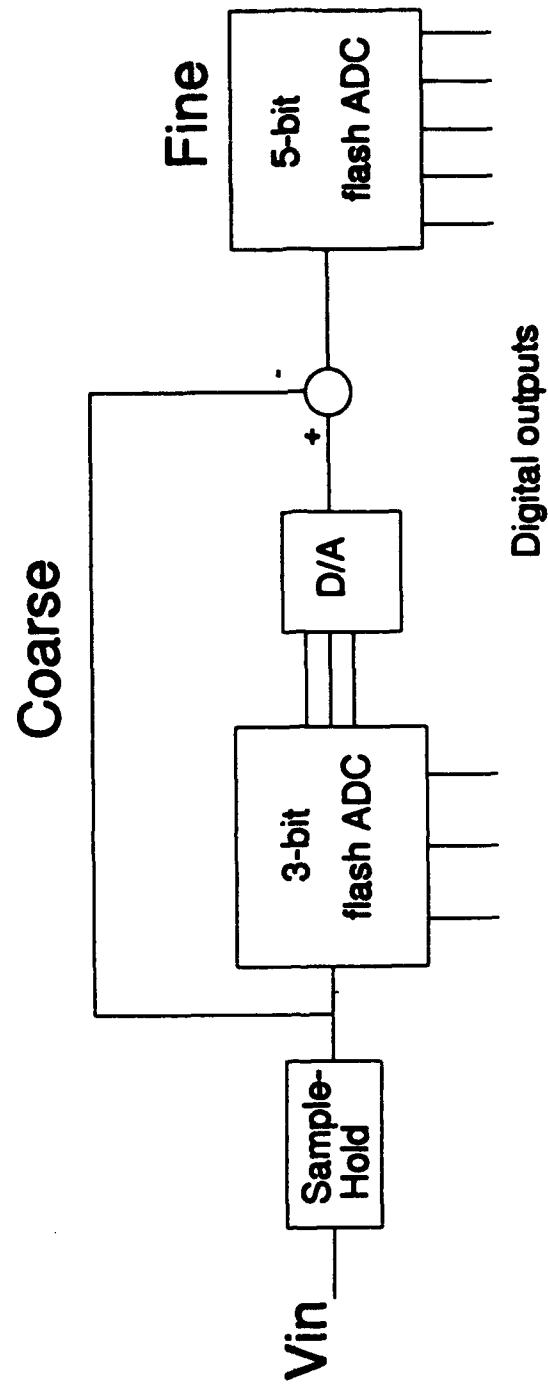 Coarse
Fine
Vin
Sample-
Hold
3-bit
flash ADC
D/A
+
-
5-bit
flash ADC
Digital outputs